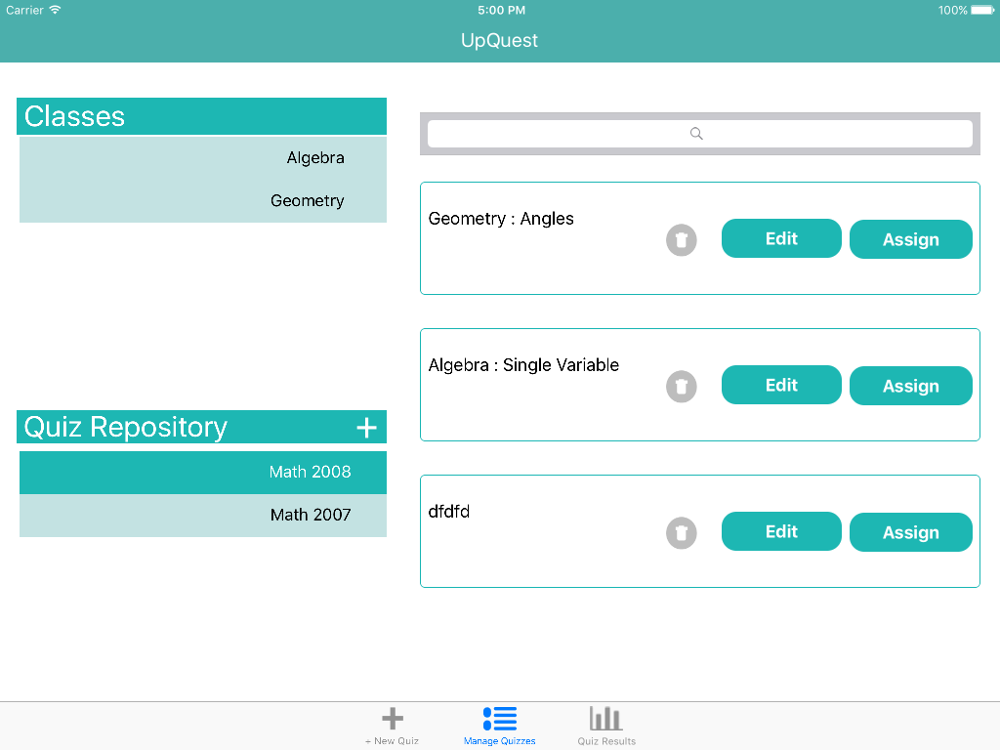 Carrier 5:00 PM 100%
UpQuest
Classes
Algebra
Geometry
Quiz Repository +
Math 2008
Math 2007
Geometry : Angles
Edit Assign
Algebra : Single Variable
Edit Assign
dfdfd
Edit Assign
+ New Quiz Manage Quizzes Quiz Results